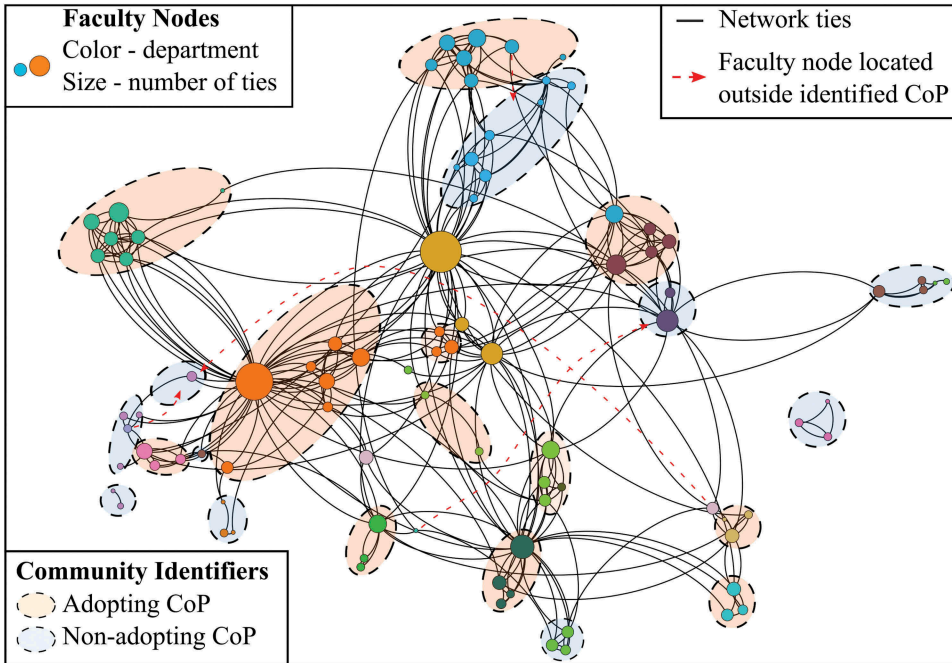 Faculty Nodes
Color - department
Size - number of ties
Network ties
Faculty node located
outside identified CoP
Community Identifiers
Adopting CoP
Non-adopting CoP